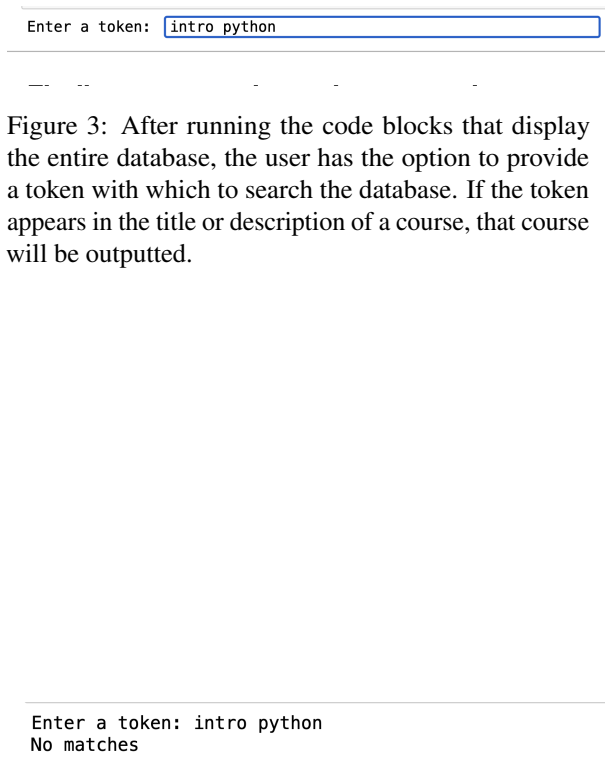 Enter a token: intro python
Figure 3: After running the code blocks that display
the entire database, the user has the option to provide
a token with which to search the database. If the token
appears in the title or description of a course, that course
will be outputted.
Enter a token: intro python
No matches